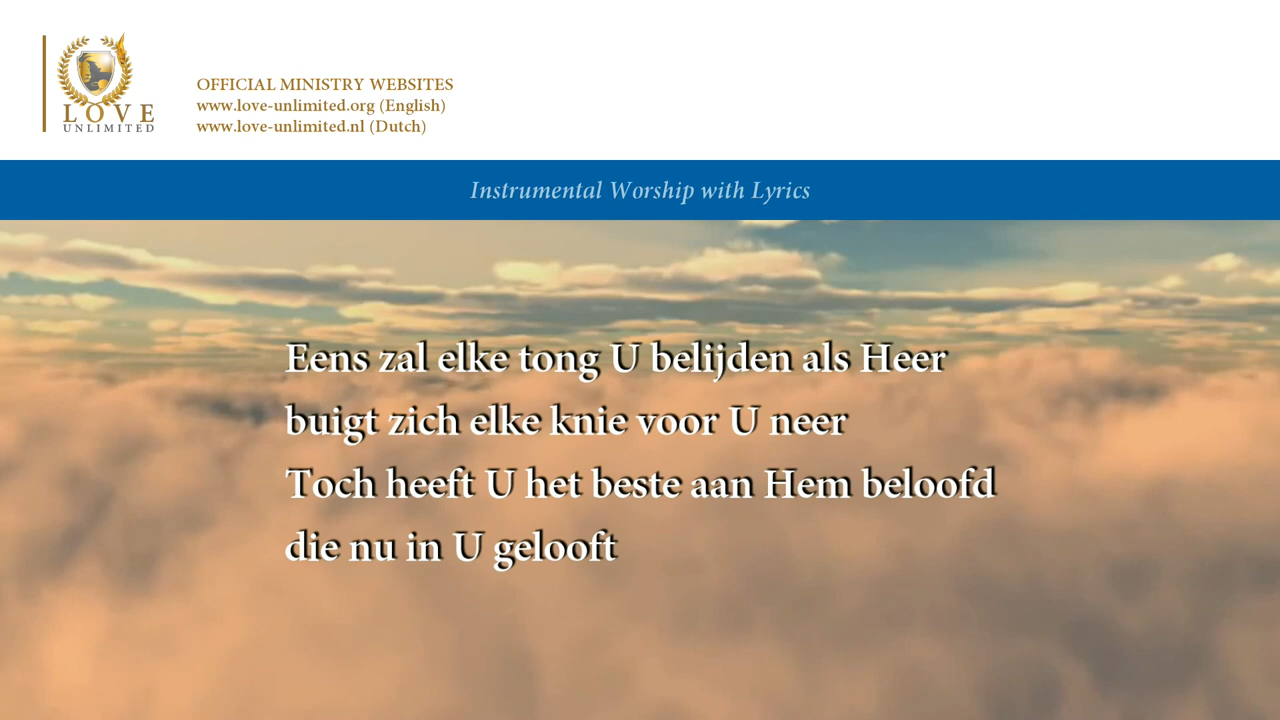 LOVE
UNLIMITED
OFFICIAL MINISTRY WEBSITES
www.love-unlimited.org (English)
www.love-unlimited.nl (Dutch)
Instrumental Worship with Lyrics
Eens zal elke tong U belijden als Heer
buigt zich elke knie voor U neer
Toch heeft U het beste aan Hem beloofd
die nu in U gelooft